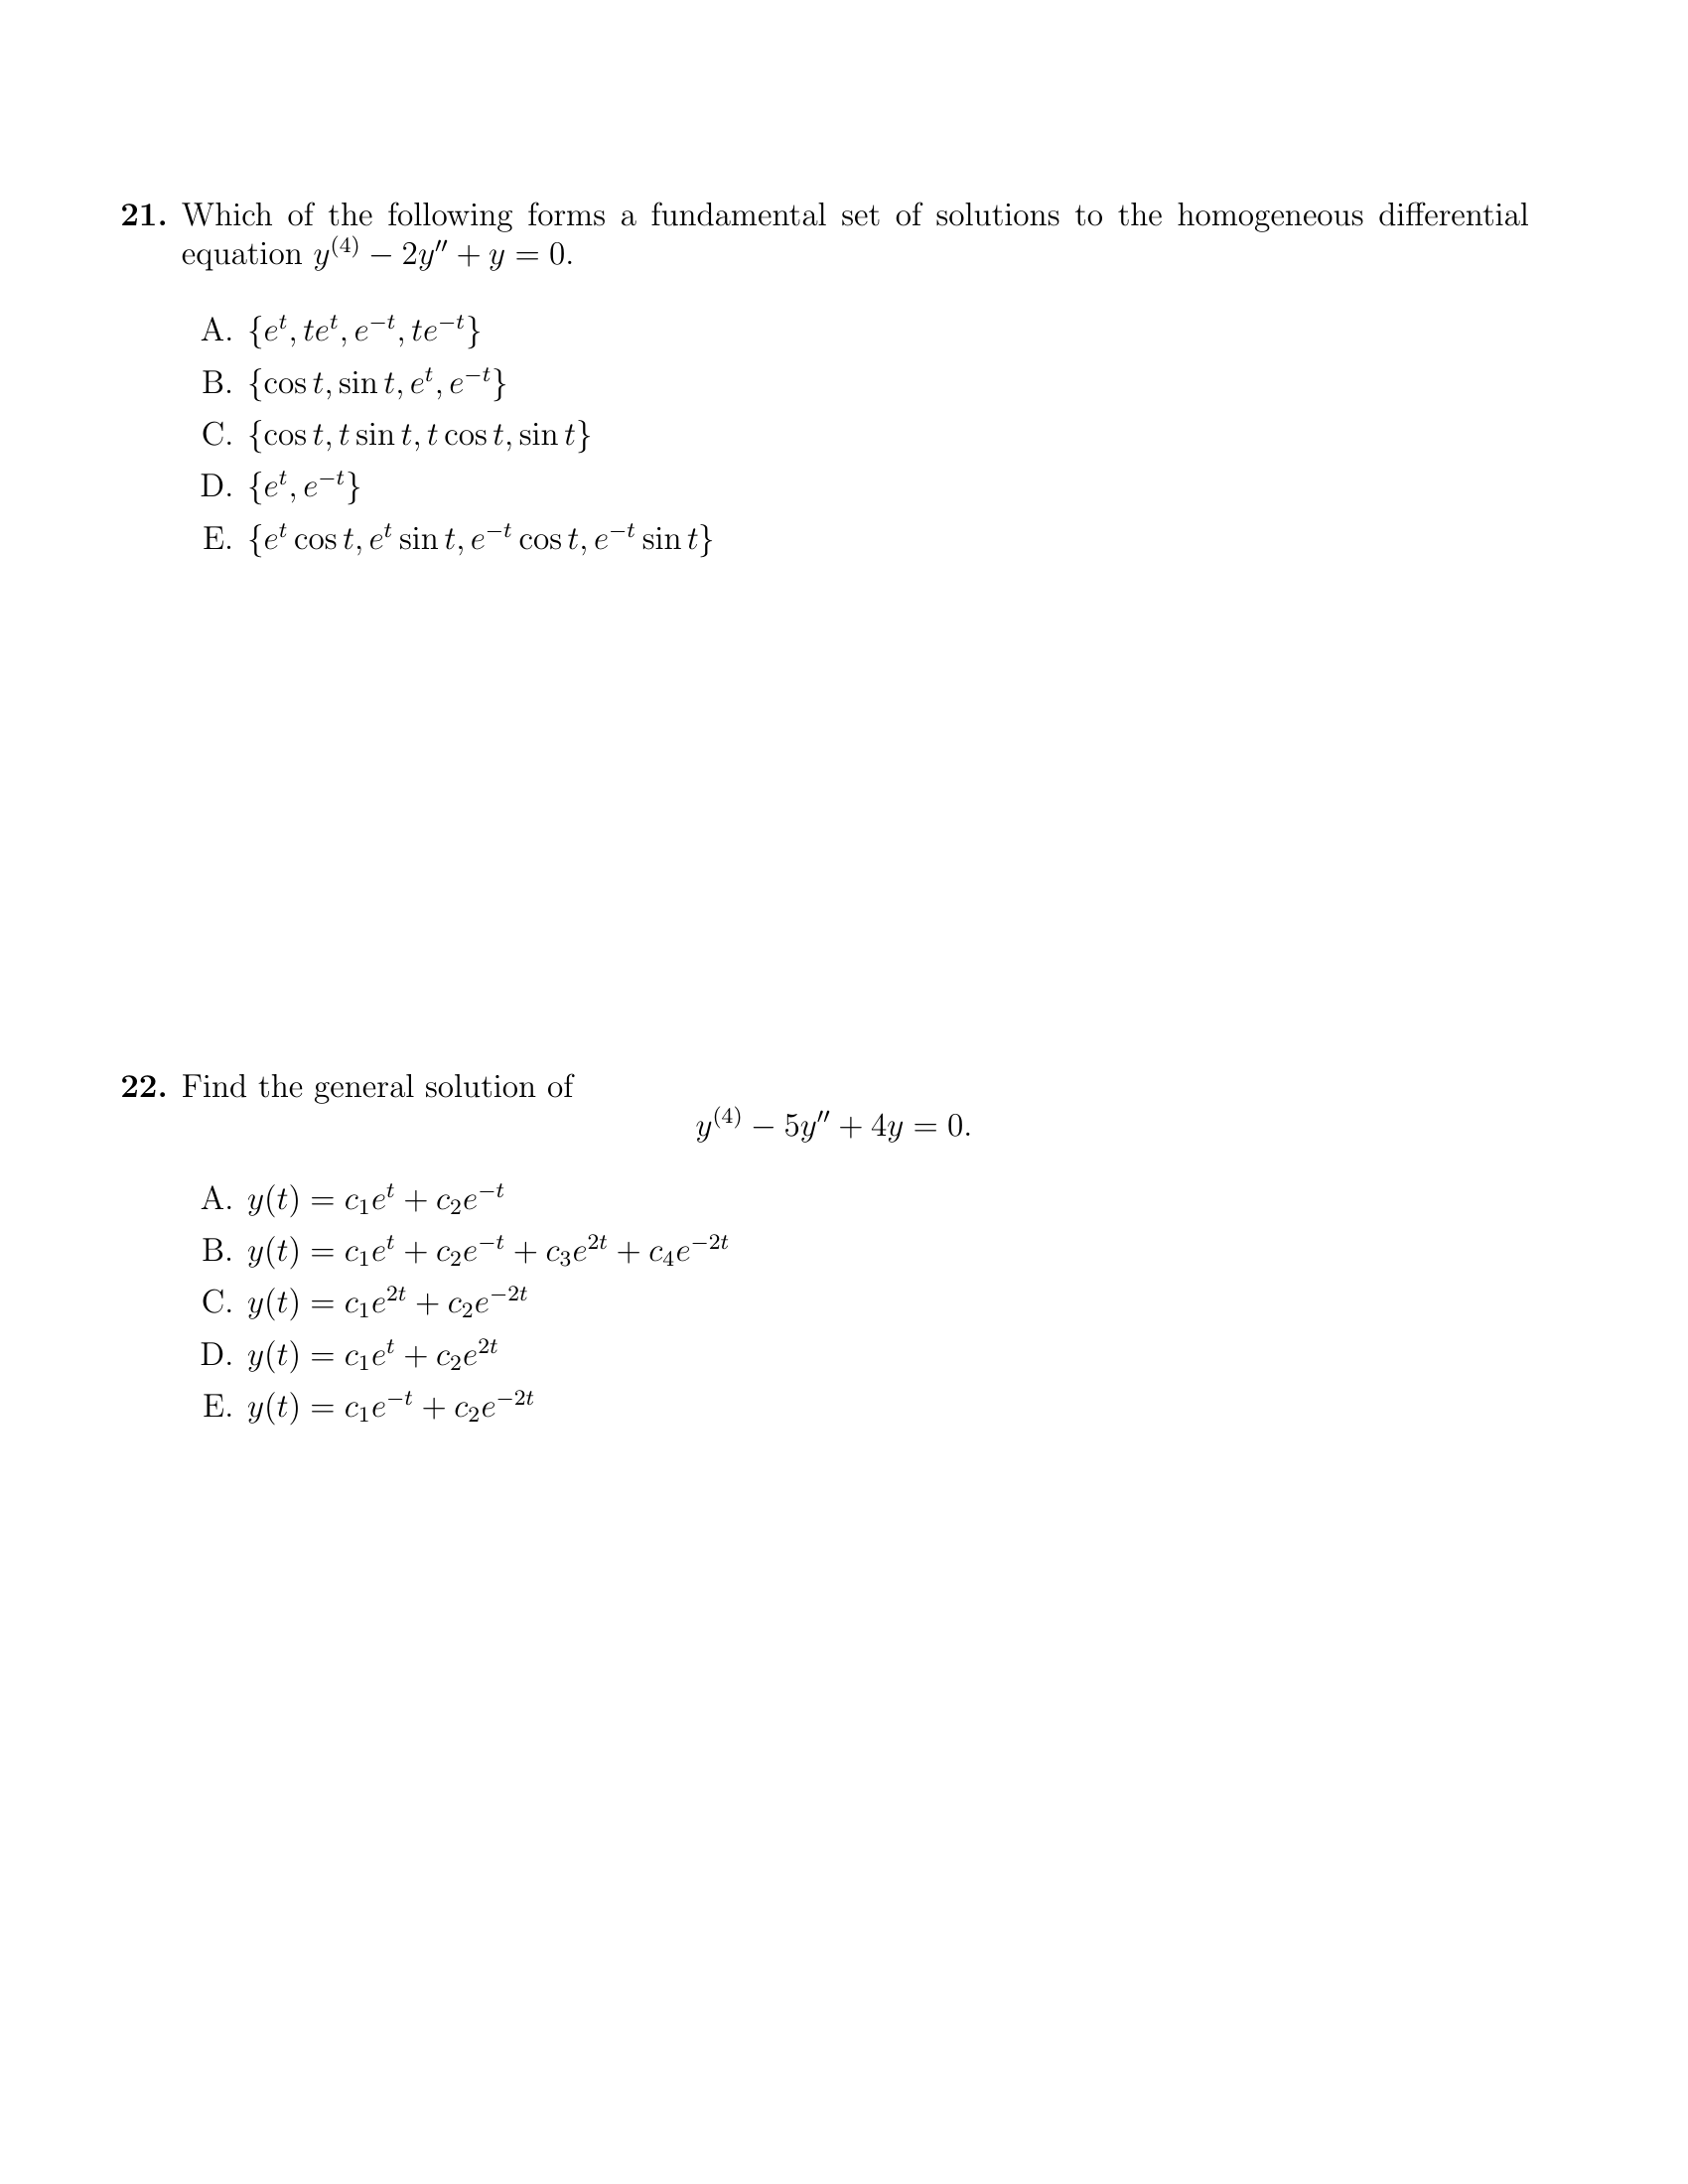 21. Which of the following forms a fundamental set of solutions to the homogeneous differential
equation $y^{(4)} - 2y'' + y = 0$.
A. $\{e^t, te^t, e^{-t}, te^{-t}\}$
B. $\{\cos t, \sin t, e^t, e^{-t}\}$
C. $\{\cos t, t \sin t, t \cos t, \sin t\}$
D. $\{e^t, e^{-t}\}$
E. $\{e^t \cos t, e^t \sin t, e^{-t} \cos t, e^{-t} \sin t\}$
22. Find the general solution of
$y^{(4)} - 5y'' + 4y = 0.$
A. $y(t) = c_1e^t + c_2e^{-t}$
B. $y(t) = c_1e^t + c_2e^{-t} + c_3e^{2t} + c_4e^{-2t}$
C. $y(t) = c_1e^{2t} + c_2e^{-2t}$
D. $y(t) = c_1e^t + c_2e^{2t}$
E. $y(t) = c_1e^{-t} + c_2e^{-2t}$